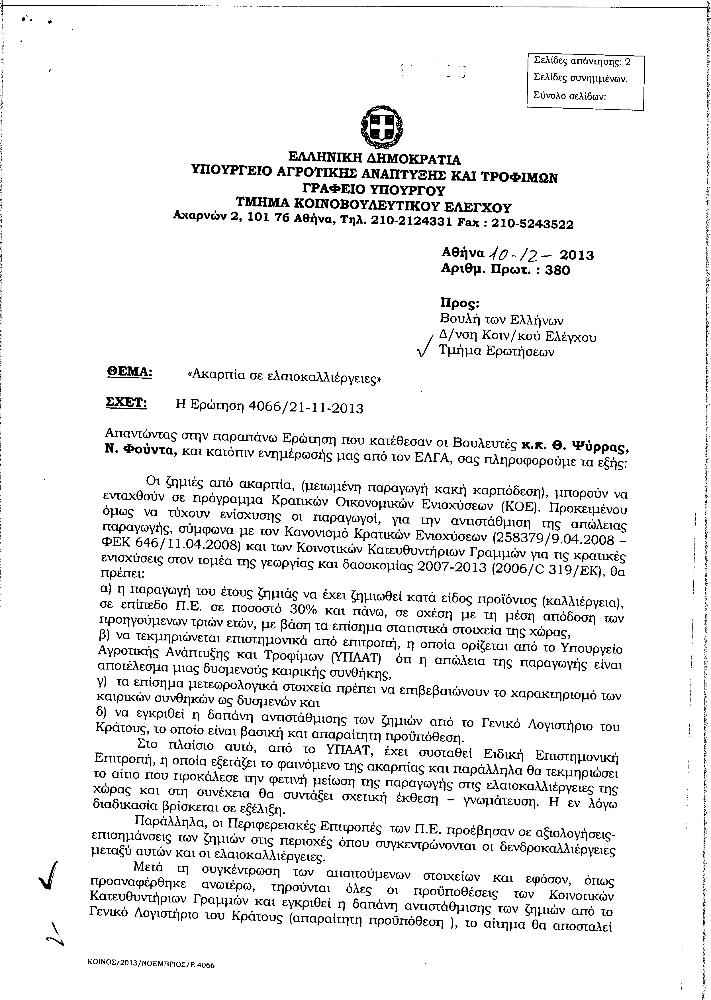 Σελίδες απάντησης: 2
Σελίδες συνημμένων:
Σύνολο σελίδων:
ΕΛΛΗΝΙΚΗ ΔΗΜΟΚΡΑΤΙΑ
ΥΠΟΥΡΓΕΙΟ ΑΓΡΟΤΙΚΗΣ ΑΝΑΠΤΥΞΗΣ ΚΑΙ ΤΡΟΦΙΜΩΝ
ΓΡΑΦΕΙΟ ΥΠΟΥΡΓΟΥ
ΤΜΗΜΑ ΚΟΙΝΟΒΟΥΛΕΥΤΙΚΟΥ ΕΛΕΓΧΟΥ
Αχαρνών 2, 101 76 Αθήνα, Τηλ. 210-2124331 Fax : 210-5243522
Αθήνα 10-12- 2013
Αριθμ. Πρωτ. : 380
Προς:
Βουλή των Ελλήνων
Δ/νση Κοιν/κού Ελέγχου
Τμήμα Ερωτήσεων
ΘΕΜΑ: «Ακαρπία σε ελαιοκαλλιέργειες»
ΣΧΕΤ: Η Ερώτηση 4066/21-11-2013
Απαντώντας στην παραπάνω Ερώτηση που κατέθεσαν οι Βουλευτές κ.κ. Θ. Ψύρρας,
Ν. Φούντα, και κατόπιν ενημέρωσής μας από τον ΕΛΓΑ, σας πληροφορούμε τα εξής:
Οι ζημιές από ακαρπία, (μειωμένη παραγωγή κακή καρπόδεση), μπορούν να
ενταχθούν σε πρόγραμμα Κρατικών Οικονομικών Ενισχύσεων (ΚΟΕ). Προκειμένου
όμως να τύχουν ενίσχυσης οι παραγωγοί, για την αντιστάθμιση της απώλειας
παραγωγής, σύμφωνα με τον Κανονισμό Κρατικών Ενισχύσεων (258379/9.04.2008 –
ΦΕΚ 646/11.04.2008) και των Κοινοτικών Κατευθυντήριων Γραμμών για τις κρατικές
ενισχύσεις στον τομέα της γεωργίας και δασοκομίας 2007-2013 (2006/C 319/ΕΚ), θα
πρέπει:
α) η παραγωγή του έτους ζημιάς να έχει ζημιωθεί κατά είδος προϊόντος (καλλιέργεια),
σε επίπεδο Π.Ε. σε ποσοστό 30% και πάνω, σε σχέση με τη μέση απόδοση των
προηγούμενων τριών ετών, με βάση τα επίσημα στατιστικά στοιχεία της χώρας,
β) να τεκμηριώνεται επιστημονικά από επιτροπή, η οποία ορίζεται από το Υπουργείο
Αγροτικής Ανάπτυξης και Τροφίμων (ΥΠΑΑΤ) ότι η απώλεια της παραγωγής είναι
αποτέλεσμα μιας δυσμενούς καιρικής συνθήκης,
γ) τα επίσημα μετεωρολογικά στοιχεία πρέπει να επιβεβαιώνουν το χαρακτηρισμό των
καιρικών συνθηκών ως δυσμενών και
δ) να εγκριθεί η δαπάνη αντιστάθμισης των ζημιών από το Γενικό Λογιστήριο του
Κράτους, το οποίο είναι βασική και απαραίτητη προϋπόθεση.
Στο πλαίσιο αυτό, από το ΥΠΑΑΤ, έχει συσταθεί Ειδική Επιστημονική
Επιτροπή, η οποία εξετάζει το φαινόμενο της ακαρπίας και παράλληλα θα τεκμηριώσει
το αίτιο που προκάλεσε την φετινή μείωση της παραγωγής στις ελαιοκαλλιέργειες της
χώρας και στη συνέχεια θα συντάξει σχετική έκθεση – γνωμάτευση. Η εν λόγω
διαδικασία βρίσκεται σε εξέλιξη.
Παράλληλα, οι Περιφερειακές Επιτροπές των Π.Ε. προέβησαν σε αξιολογήσεις-
επισημάνσεις των ζημιών στις περιοχές όπου συγκεντρώνονται οι δενδροκαλλιέργειες
μεταξύ αυτών και οι ελαιοκαλλιέργειες.
Μετά τη συγκέντρωση των απαιτούμενων στοιχείων και εφόσον, όπως
προαναφέρθηκε ανωτέρω, τηρούνται όλες οι προϋποθέσεις των Κοινοτικών
Κατευθυντήριων Γραμμών και εγκριθεί η δαπάνη αντιστάθμισης των ζημιών από το
Γενικό Λογιστήριο του Κράτους (απαραίτητη προϋπόθεση ), το αίτημα θα αποσταλεί
ΚΟΙΝΟΣ/2013/ΝΟΕΜΒΡΙΟΣ/Ε 4066